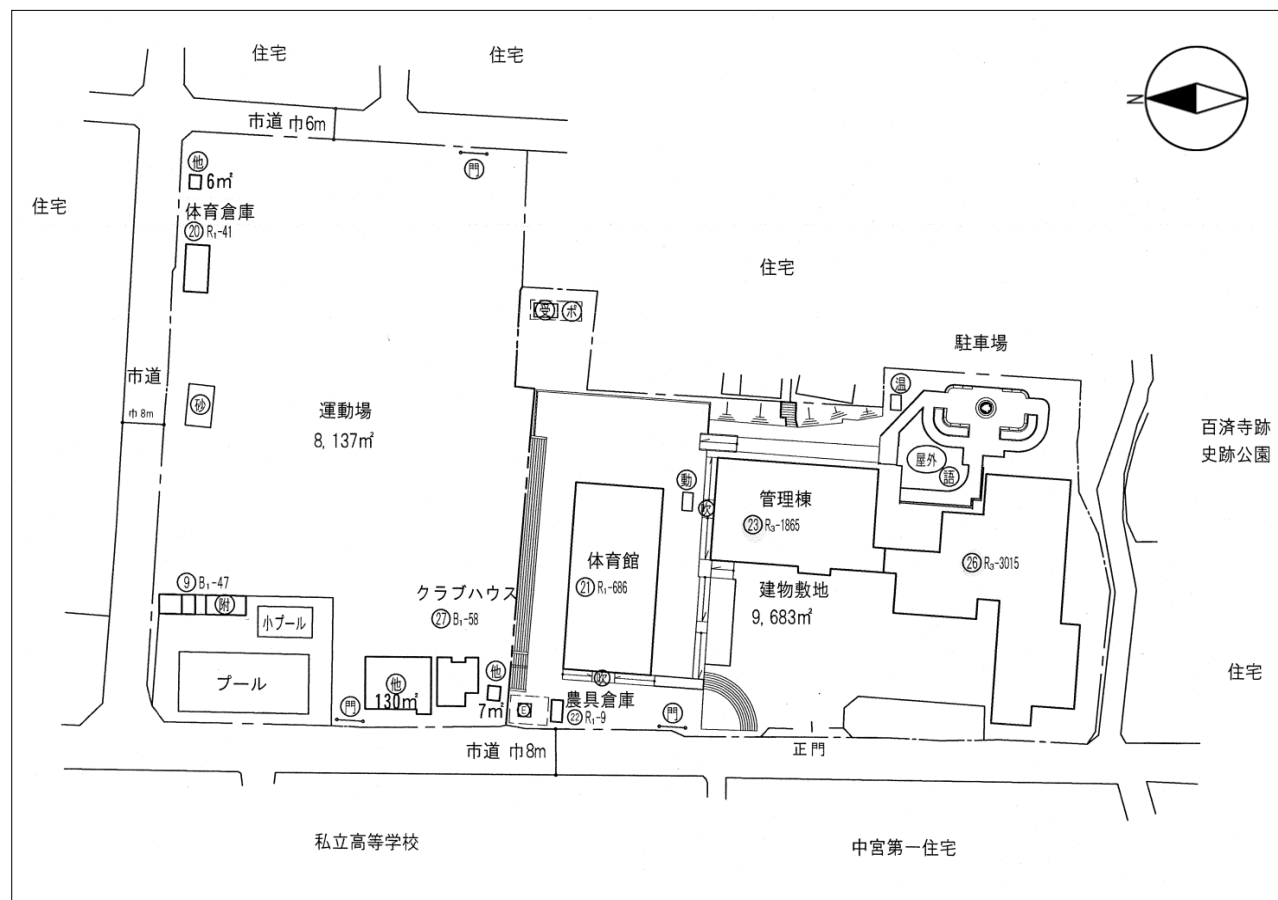 住宅
住宅
N
市道 巾6m
他
6㎡
門
住宅
体育倉庫
⑳ R₁-41
住宅
受
ポ
駐車場
市道
巾8m
砂
運動場
8,137㎡
温
百済寺跡
史跡公園
屋外
語
動
吹
管理棟
㉓ R₃-1865
体育館
㉑ R₁-686
㉖ R₃-3015
建物敷地
9,683㎡
⑨ B₁-47
附
小プール
クラブハウス
㉗ B₁-58
プール
他
130㎡
他
7㎡
吹
農具倉庫
㉒ R₁-9
E
門
門
住宅
市道 巾8m
正門
私立高等学校
中宮第一住宅